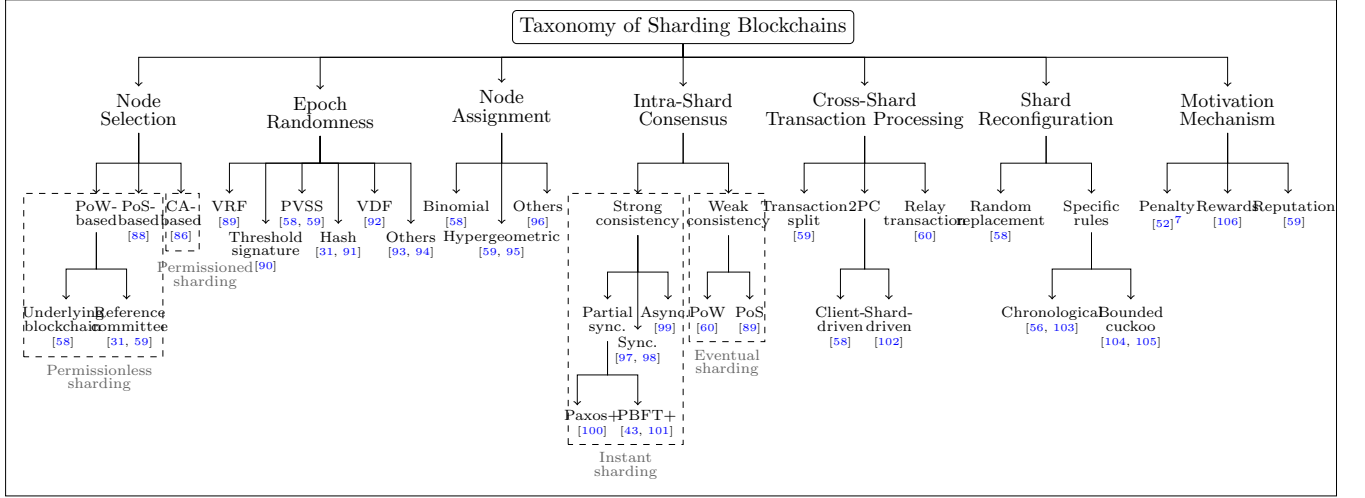 Taxonomy of Sharding Blockchains
Node
Selection
Epoch
Randomness
Node
Assignment
Intra-Shard
Consensus
Cross-Shard
Transaction Processing
Shard
Reconfiguration
Motivation
Mechanism
PoW-
based
PoS-
based
[88]
CA-
based
[86]
VRF
[89]
Threshold
signature
[90]
PVSS
[58, 59]
Hash
[31, 91]
VDF
[92]
Others
[93, 94]
Binomial
[58]
Hypergeometric
[59, 95]
Others
[96]
Strong
consistency
Weak
consistency
Transaction
split
[59]
2PC
Relay
transaction
[60]
Random
replacement
[58]
Specific
rules
Penalty
[52]7
Rewards
[106]
Reputation
[59]
Permissioned
sharding
Underlying
blockchain
[58]
Reference
committee
[31, 59]
Permissionless
sharding
Partial
sync.
Sync.
[97, 98]
Async.
[99]
PoW
[60]
PoS
[89]
Eventual
sharding
Client-
driven
[58]
Shard-
driven
[102]
Chronological
[56, 103]
Bounded
cuckoo
[104, 105]
Paxos+
[100]
PBFT+
[43, 101]
Instant
sharding